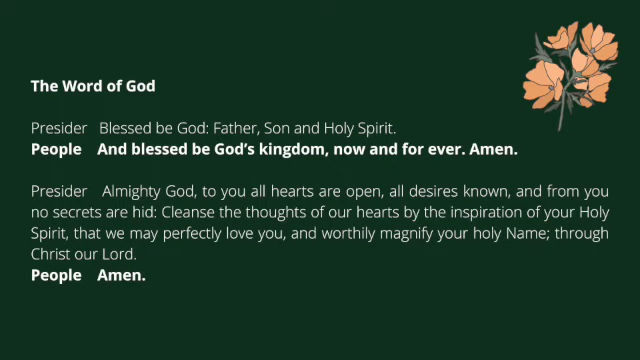 The Word of God
Presider Blessed be God: Father, Son and Holy Spirit.
People And blessed be God’s kingdom, now and for ever. Amen.
Presider Almighty God, to you all hearts are open, all desires known, and from you
no secrets are hid: Cleanse the thoughts of our hearts by the inspiration of your Holy
Spirit, that we may perfectly love you, and worthily magnify your holy Name; through
Christ our Lord.
People Amen.